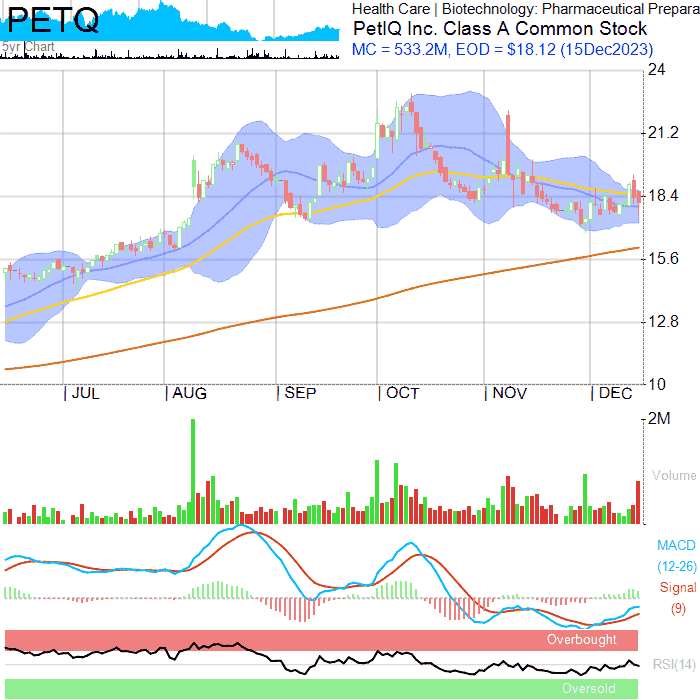 PETQ
5yr Chart
Health Care | Biotechnology: Pharmaceutical Prepara
PetIQ Inc. Class A Common Stock
MC = 533.2M, EOD = $18.12 (15Dec2023)
24
21.2
18.4
15.6
12.8
10
JUL AUG SEP OCT NOV DEC
2M
Volume
MACD
(12-26)
Signal
(9)
Overbought
RSI(14)
Oversold